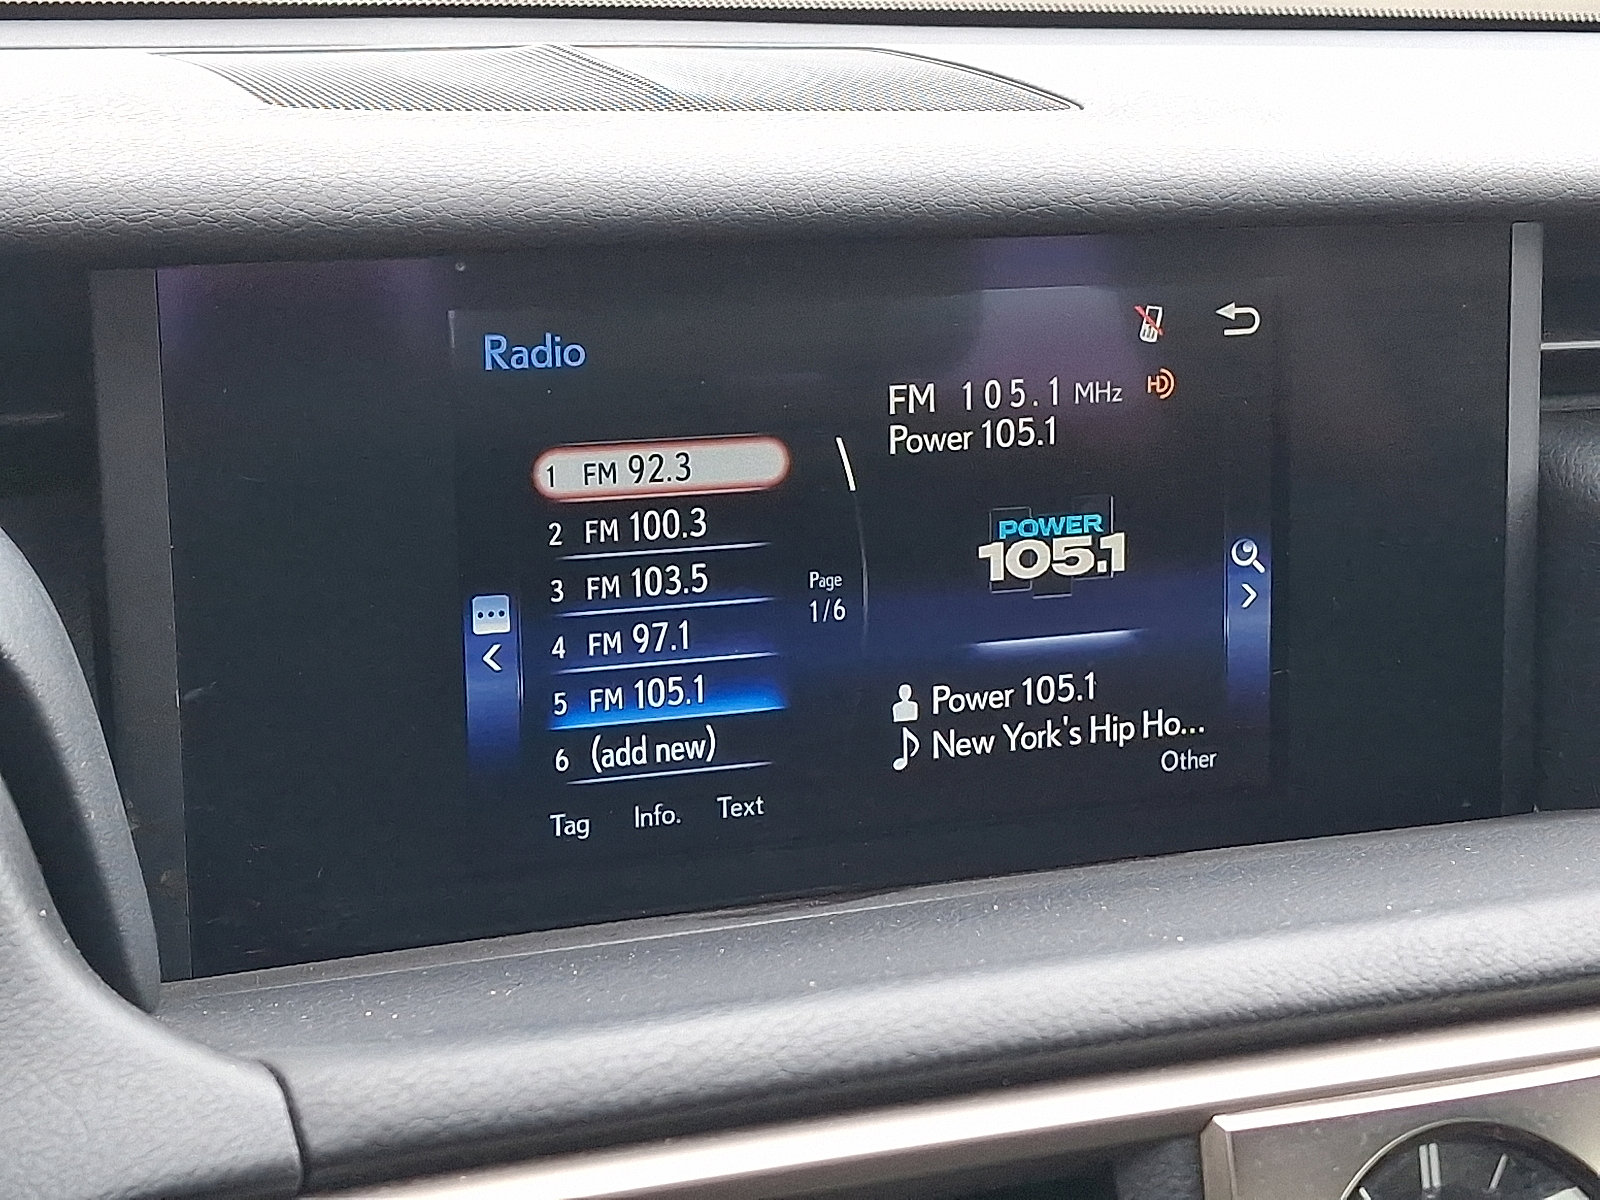 Radio
FM 105.1 MHz HD
Power 105.1
1 FM 92.3
2 FM 100.3
3 FM 103.5
4 FM 97.1
5 FM 105.1
6 (add new)
Page
1/6
Tag Info. Text
POWER
105.1
Power 105.1
New York's Hip Ho...
Other